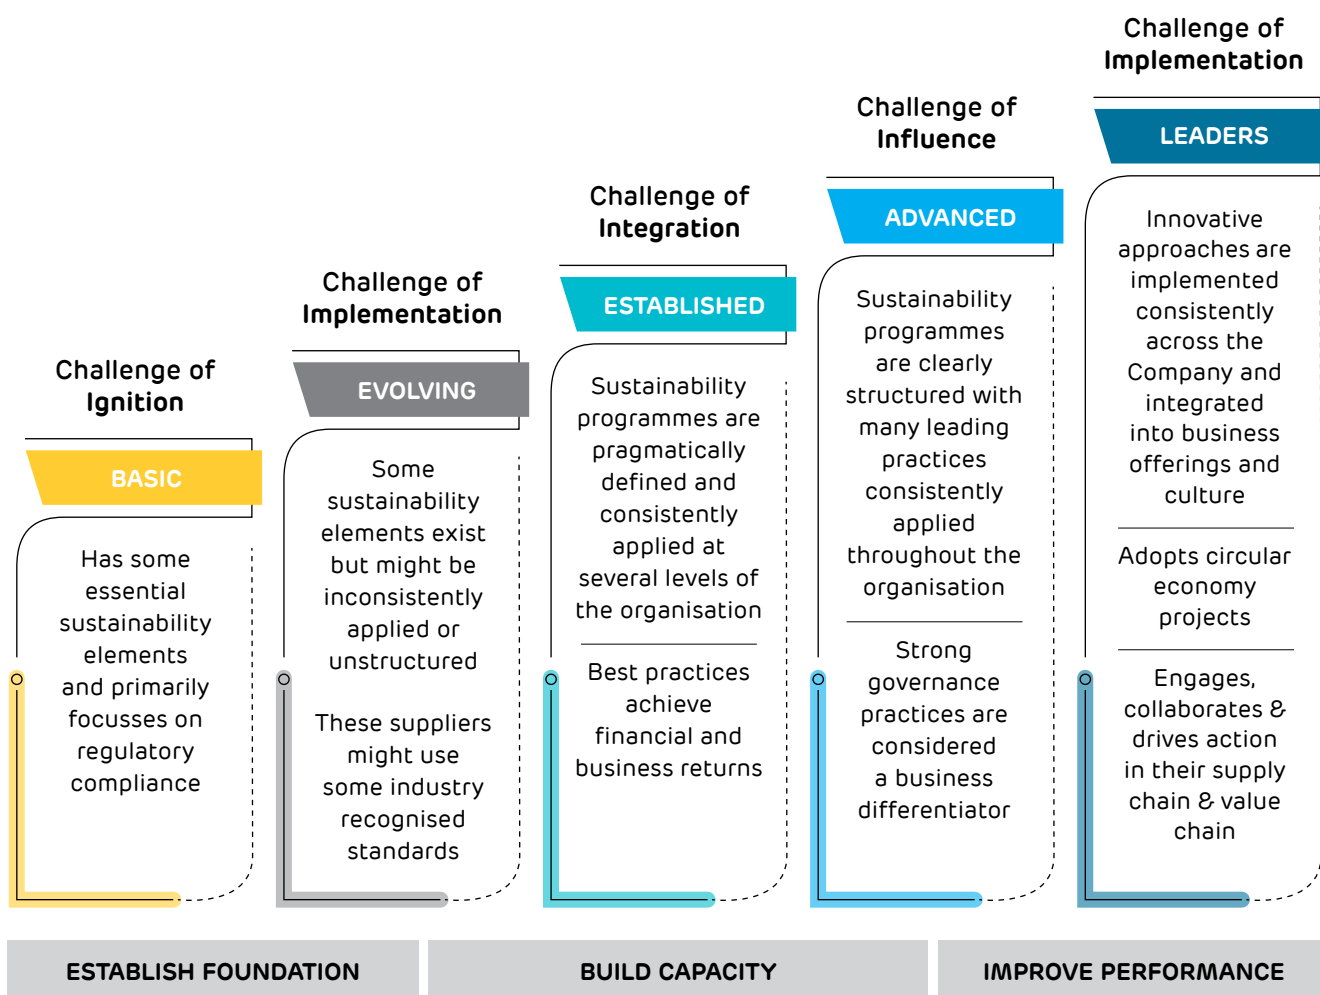 Challenge of
Ignition
BASIC
Has some
essential
sustainability
elements
and primarily
focusses on
regulatory
compliance
Challenge of
Implementation
EVOLVING
Some
sustainability
elements exist
but might be
inconsistently
applied or
unstructured
These suppliers
might use
some industry
recognised
standards
Challenge of
Integration
ESTABLISHED
Sustainability
programmes are
pragmatically
defined and
consistently
applied at
several levels of
the organisation
Best practices
achieve
financial and
business returns
Challenge of
Influence
ADVANCED
Sustainability
programmes
are clearly
structured with
many leading
practices
consistently
applied
throughout the
organisation
Strong
governance
practices are
considered
a business
differentiator
Challenge of
Implementation
LEADERS
Innovative
approaches are
implemented
consistently
across the
Company and
integrated
into business
offerings and
culture
Adopts circular
economy
projects
Engages,
collaborates &
drives action
in their supply
chain & value
chain
ESTABLISH FOUNDATION
BUILD CAPACITY
IMPROVE PERFORMANCE